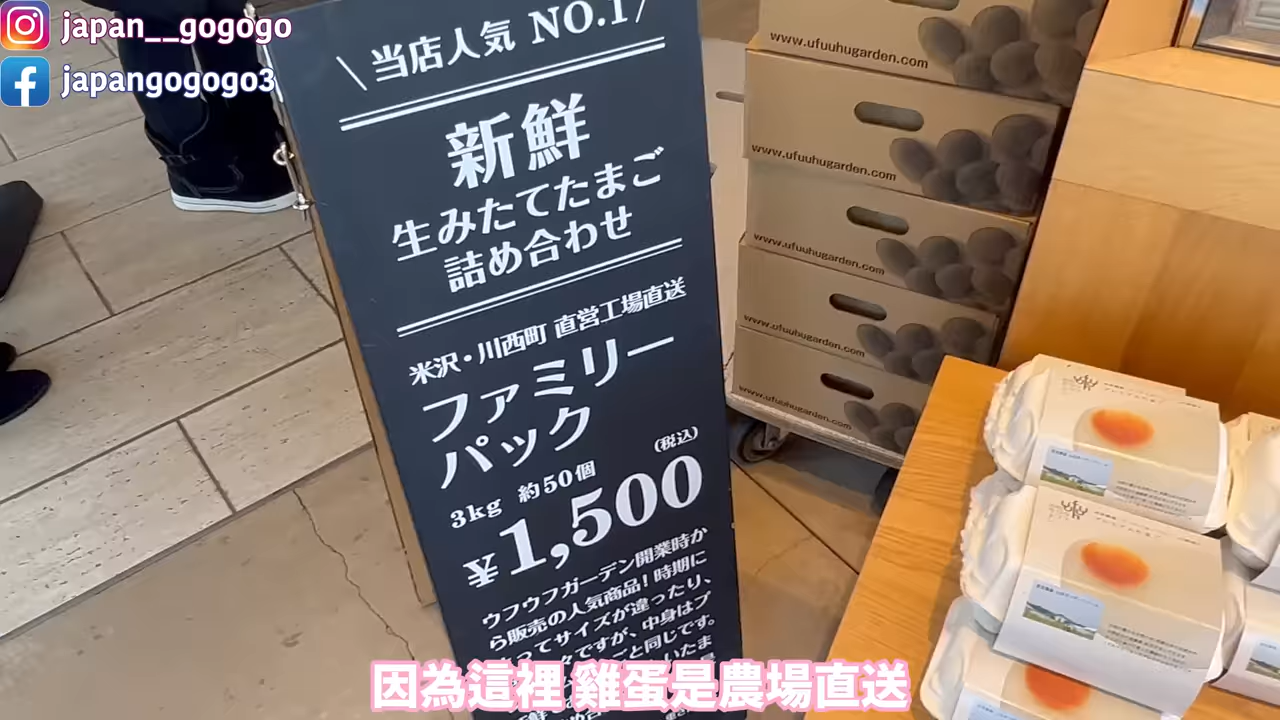 japan__gogogo
japangogogo3
\ 当店人気 NO.1 /
新鮮
生みたてたまご
詰め合わせ
米沢・川西町 直営工場直送
ファミリー
パック
3kg 約50個
(税込)
¥1,500
ウフウフガーデン開業時か
ら販売の人気商品!時期に
よってサイズが違ったり、
ですが、中身はプ
ごと同じです。
www.ufuuhugarden.com
www.ufuuhugarden.com
www.ufuuhugarden.com
www.ufuuhugarden.com
www.ufuuhugarden.com
因為這裡 雞蛋是農場直送